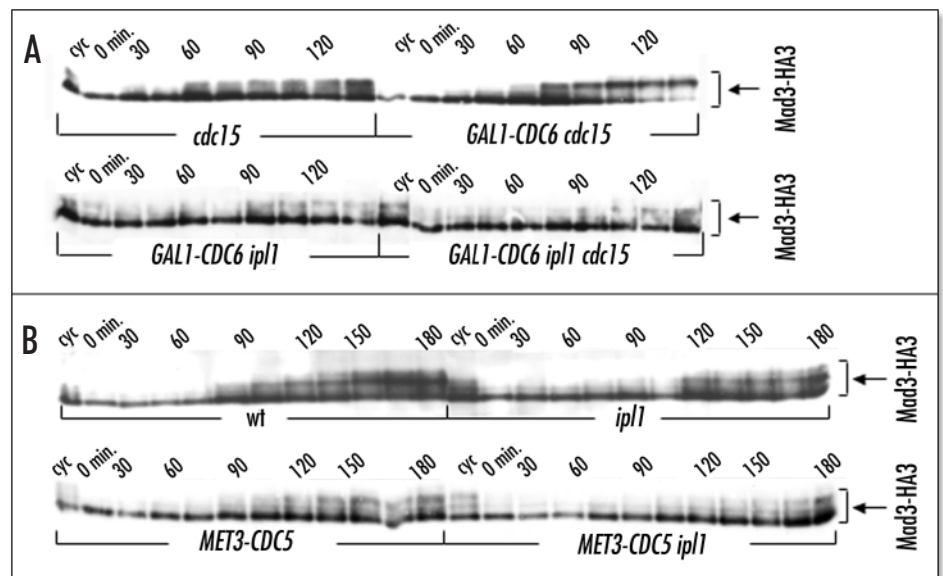 A
cyc 0 min. 30 60 90 120 cyc 0 min. 30 60 90 120
Mad3-HA3
cdc15 GAL1-CDC6 cdc15
cyc 0 min. 30 60 90 120 cyc 0 min. 30 60 90 120
Mad3-HA3
GAL1-CDC6 ipl1 GAL1-CDC6 ipl1 cdc15
B
cyc 0 min. 30 60 90 120 150 180 cyc 0 min. 30 60 90 120 150 180
Mad3-HA3
wt ipl1
cyc 0 min. 30 60 90 120 150 180 cyc 0 min. 30 60 90 120 150 180
Mad3-HA3
MET3-CDC5 MET3-CDC5 ipl1